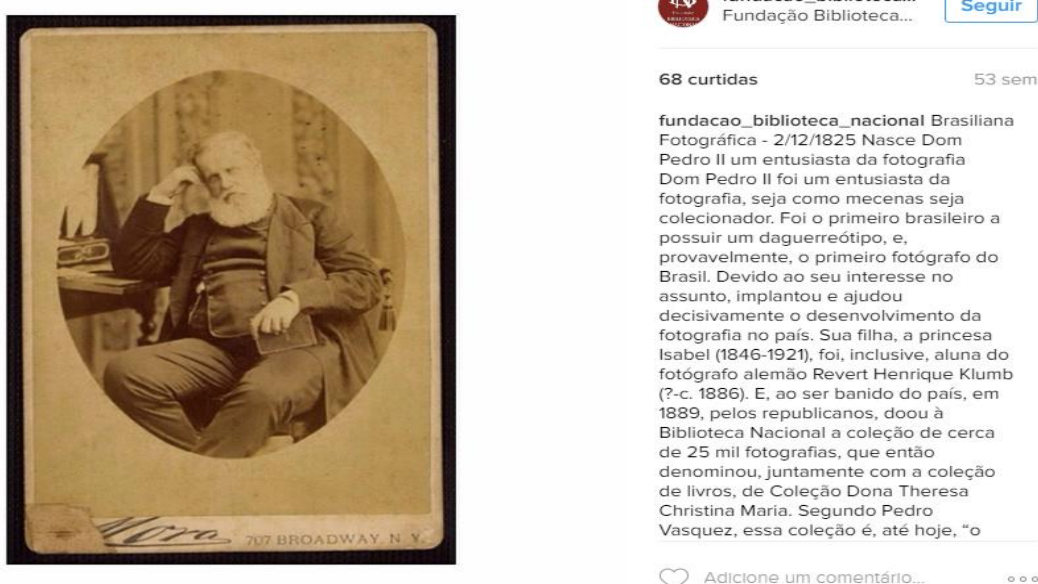 Mora
707 BROADWAY, N. Y.
Fundação Biblioteca...
Seguir
68 curtidas
53 sem
fundacao_biblioteca_nacional Brasiliana
Fotográfica - 2/12/1825 Nasce Dom
Pedro II um entusiasta da fotografia
Dom Pedro II foi um entusiasta da
fotografia, seja como mecenas seja
colecionador. Foi o primeiro brasileiro a
possuir um daguerreótipo, e,
provavelmente, o primeiro fotógrafo do
Brasil. Devido ao seu interesse no
assunto, implantou e ajudou
decisivamente o desenvolvimento da
fotografia no país. Sua filha, a princesa
Isabel (1846-1921), foi, inclusive, aluna do
fotógrafo alemão Revert Henrique Klumb
(?-c. 1886). E, ao ser banido do país, em
1889, pelos republicanos, doou à
Biblioteca Nacional a coleção de cerca
de 25 mil fotografias, que então
denominou, juntamente com a coleção
de livros, de Coleção Dona Theresa
Christina Maria. Segundo Pedro
Vasquez, essa coleção é, até hoje, “o
Adicione um comentário...